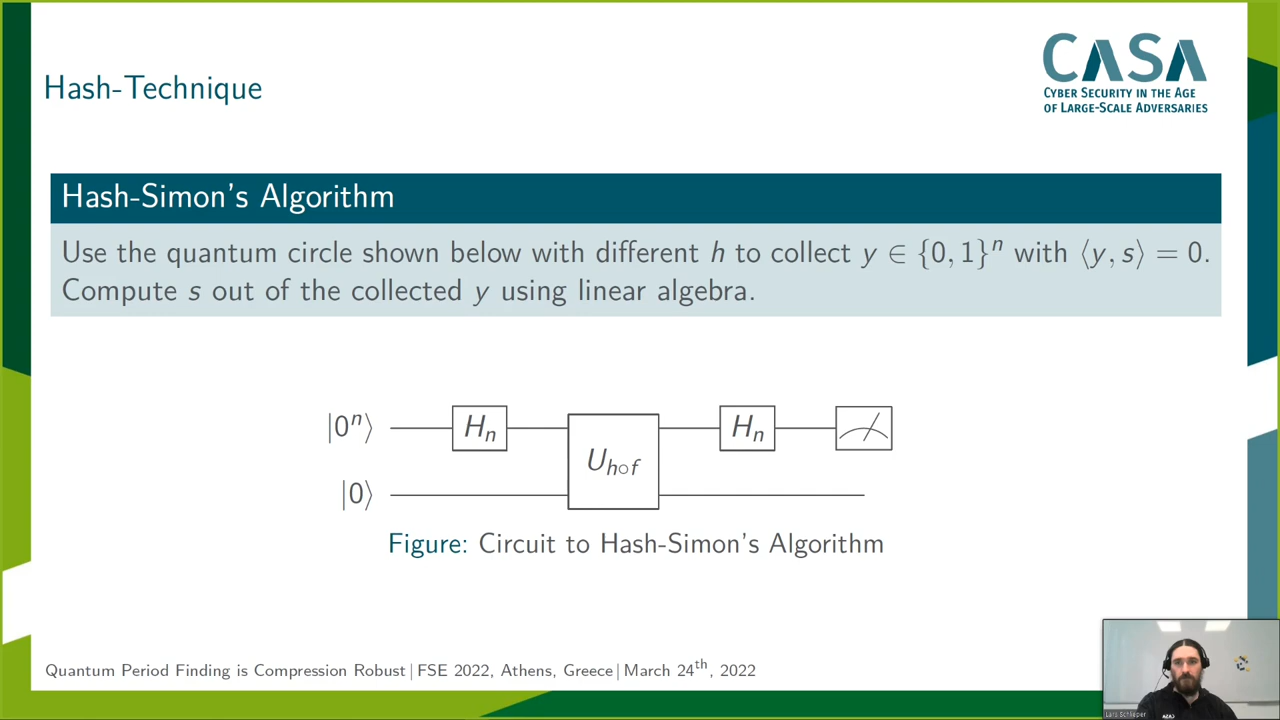 Hash-Technique
CASA
CYBER SECURITY IN THE AGE
OF LARGE-SCALE ADVERSARIES
Hash-Simon's Algorithm
Use the quantum circle shown below with different h to collect y ∈ {0, 1}ⁿ with ⟨y, s⟩ = 0.
Compute s out of the collected y using linear algebra.
|0ⁿ⟩ Hₙ Hₙ
U_{h∘f}
|0⟩
Figure: Circuit to Hash-Simon's Algorithm
Quantum Period Finding is Compression Robust | FSE 2022, Athens, Greece | March 24th, 2022
Lars Schlieper